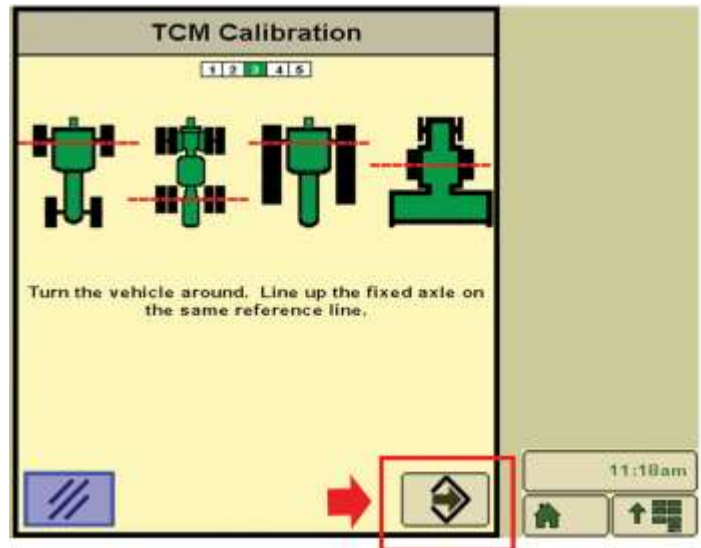 TCM Calibration
1 2 3 4 5
Turn the vehicle around. Line up the fixed axle on
the same reference line.
11:18am